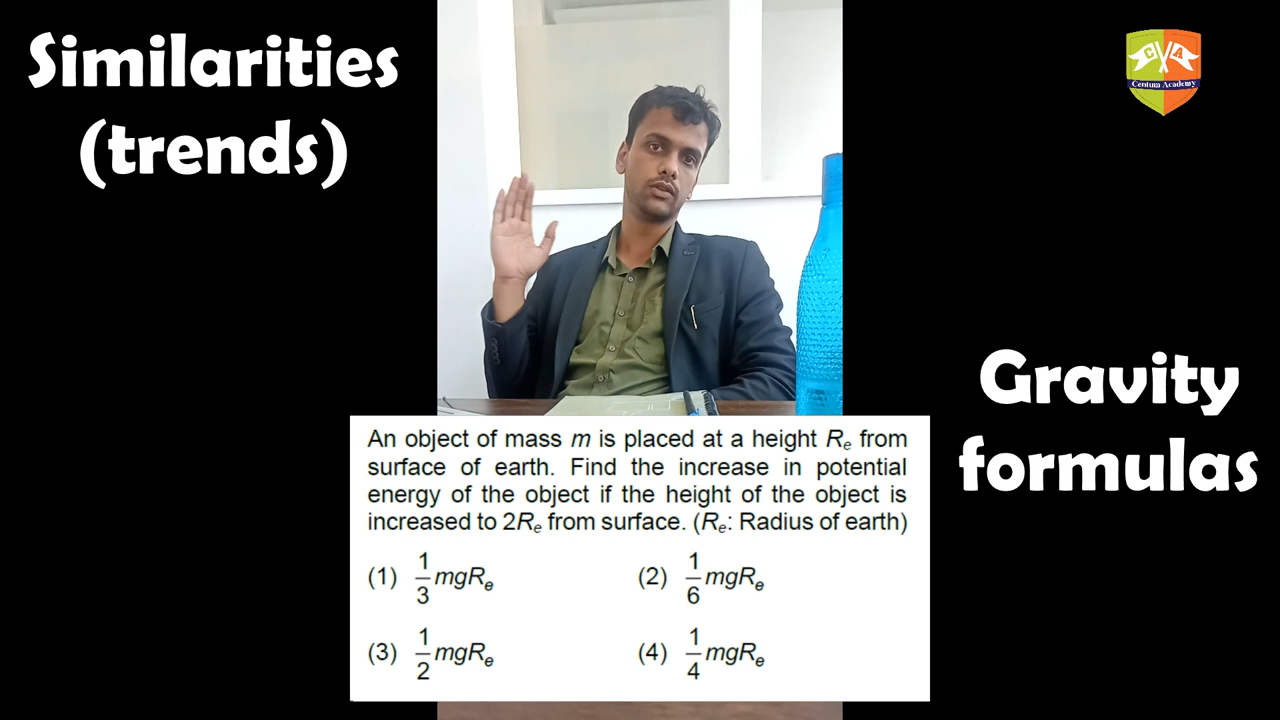 Similarities
(trends)
C A
Centum Academy
Gravity
formulas
An object of mass m is placed at a height Rₑ from
surface of earth. Find the increase in potential
energy of the object if the height of the object is
increased to 2Rₑ from surface. (Rₑ: Radius of earth)
(1) 1/3 mgRₑ (2) 1/6 mgRₑ
(3) 1/2 mgRₑ (4) 1/4 mgRₑ